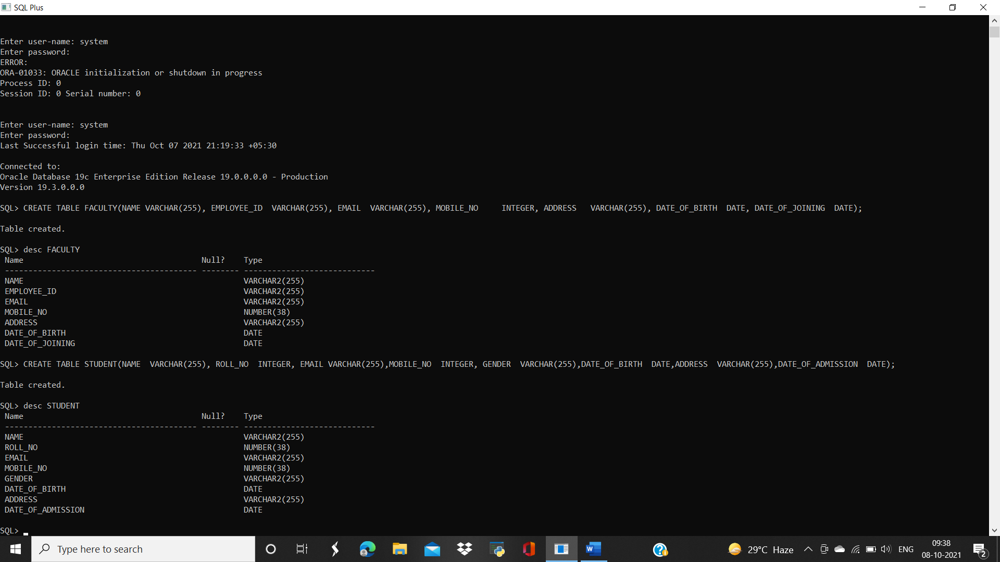 SQL Plus
Enter user-name: system
Enter password:
ERROR:
ORA-01033: ORACLE initialization or shutdown in progress
Process ID: 0
Session ID: 0 Serial number: 0
Enter user-name: system
Enter password:
Last Successful login time: Thu Oct 07 2021 21:19:33 +05:30
Connected to:
Oracle Database 19c Enterprise Edition Release 19.0.0.0.0 - Production
Version 19.3.0.0.0
SQL> CREATE TABLE FACULTY(NAME VARCHAR(255), EMPLOYEE_ID  VARCHAR(255), EMAIL  VARCHAR(255), MOBILE_NO     INTEGER, ADDRESS   VARCHAR(255), DATE_OF_BIRTH  DATE, DATE_OF_JOINING  DATE);
Table created.
SQL> desc FACULTY
 Name                                      Null?    Type
 ----------------------------------------- -------- ----------------------------
 NAME                                               VARCHAR2(255)
 EMPLOYEE_ID                                        VARCHAR2(255)
 EMAIL                                              VARCHAR2(255)
 MOBILE_NO                                          NUMBER(38)
 ADDRESS                                            VARCHAR2(255)
 DATE_OF_BIRTH                                      DATE
 DATE_OF_JOINING                                    DATE
SQL> CREATE TABLE STUDENT(NAME  VARCHAR(255), ROLL_NO  INTEGER, EMAIL VARCHAR(255),MOBILE_NO  INTEGER, GENDER  VARCHAR(255),DATE_OF_BIRTH  DATE,ADDRESS  VARCHAR(255),DATE_OF_ADMISSION  DATE);
Table created.
SQL> desc STUDENT
 Name                                      Null?    Type
 ----------------------------------------- -------- ----------------------------
 NAME                                               VARCHAR2(255)
 ROLL_NO                                            NUMBER(38)
 EMAIL                                              VARCHAR2(255)
 MOBILE_NO                                          NUMBER(38)
 GENDER                                             VARCHAR2(255)
 DATE_OF_BIRTH                                      DATE
 ADDRESS                                            VARCHAR2(255)
 DATE_OF_ADMISSION                                  DATE
SQL>
Type here to search
W
29°C Haze
ENG
09:38
08-10-2021
2